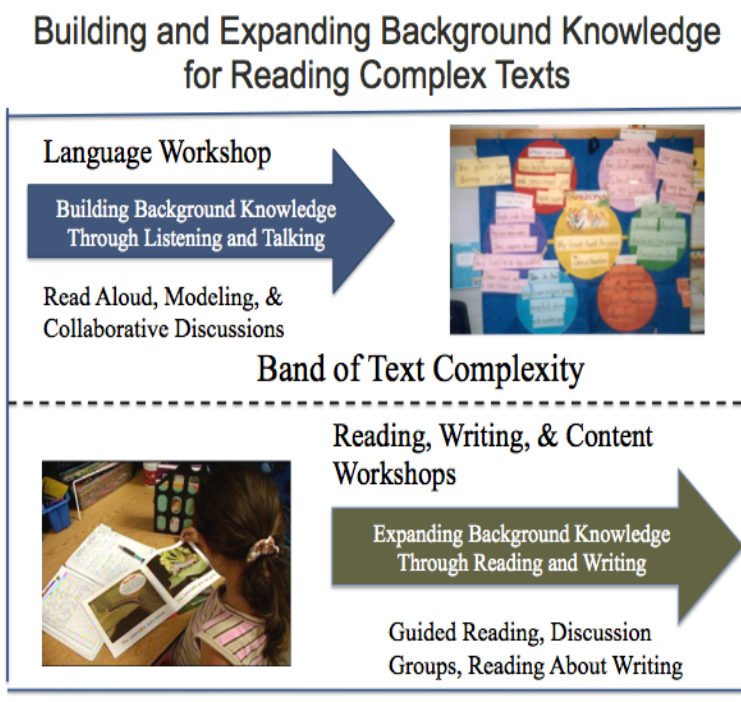 Building and Expanding Background Knowledge
for Reading Complex Texts
Language Workshop
Building Background Knowledge
Through Listening and Talking
Read Aloud, Modeling, &
Collaborative Discussions
Band of Text Complexity
Reading, Writing, & Content
Workshops
Expanding Background Knowledge
Through Reading and Writing
Guided Reading, Discussion
Groups, Reading About Writing